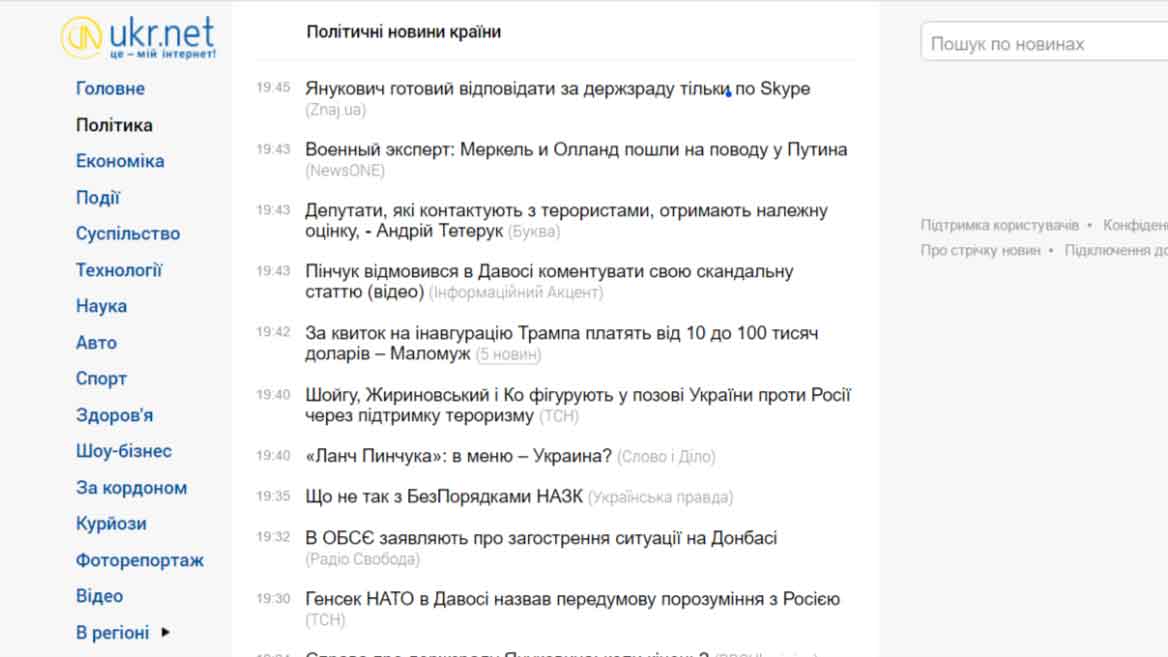 ukr.net
це – мій інтернет!
Головне
Політика
Економіка
Події
Суспільство
Технології
Наука
Авто
Спорт
Здоров'я
Шоу-бізнес
За кордоном
Курйози
Фоторепортаж
Відео
В регіоні
Політичні новини країни
19:45 Янукович готовий відповідати за держзраду тільки по Skype
(Znaj.ua)
19:43 Военный эксперт: Меркель и Олланд пошли на поводу у Путина
(NewsONE)
19:43 Депутати, які контактують з терористами, отримають належну
оцінку, - Андрій Тетерук (Буква)
19:43 Пінчук відмовився в Давосі коментувати свою скандальну
статтю (відео) (Інформаційний Акцент)
19:42 За квиток на інавгурацію Трампа платять від 10 до 100 тисяч
доларів – Маломуж (5 новин)
19:40 Шойгу, Жириновський і Ко фігурують у позові України проти Росії
через підтримку тероризму (ТСН)
19:40 «Ланч Пинчука»: в меню – Украина? (Слово і Діло)
19:35 Що не так з БезПорядками НАЗК (Українська правда)
19:32 В ОБСЄ заявляють про загострення ситуації на Донбасі
(Радіо Свобода)
19:30 Генсек НАТО в Давосі назвав передумову порозуміння з Росією
(ТСН)
Пошук по новинах
Підтримка користувачів • Конфіден
Про стрічку новин • Підключення до